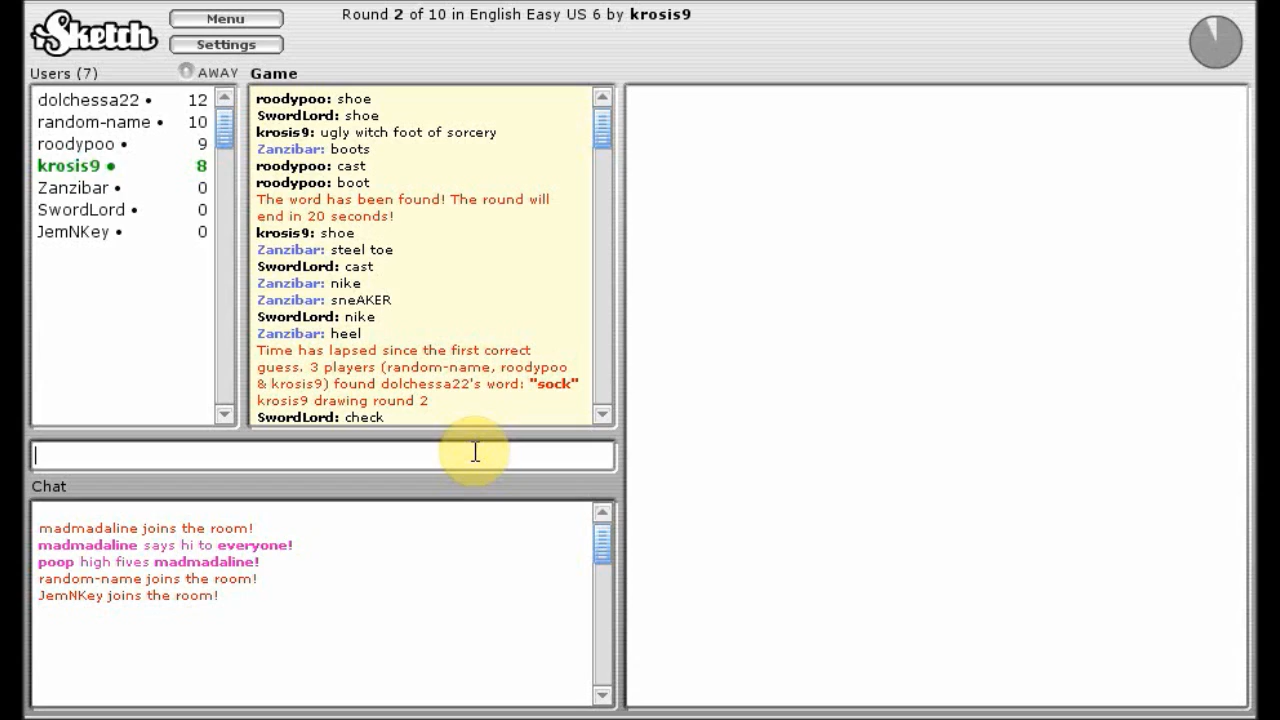 iSketch
Menu
Settings
Round 2 of 10 in English Easy US 6 by krosis9
Users (7)
AWAY
Game
dolchessa22 • 12
random-name • 10
roodypoo • 9
krosis9 • 8
Zanzibar • 0
SwordLord • 0
JemNKey • 0
roodypoo: shoe
SwordLord: shoe
krosis9: ugly witch foot of sorcery
Zanzibar: boots
roodypoo: cast
roodypoo: boot
The word has been found! The round will
end in 20 seconds!
krosis9: shoe
Zanzibar: steel toe
SwordLord: cast
Zanzibar: nike
Zanzibar: sneAKER
SwordLord: nike
Zanzibar: heel
Time has lapsed since the first correct
guess. 3 players (random-name, roodypoo
& krosis9) found dolchessa22's word: "sock"
krosis9 drawing round 2
SwordLord: check
Chat
madmadaline joins the room!
madmadaline says hi to everyone!
poop high fives madmadaline!
random-name joins the room!
JemNKey joins the room!